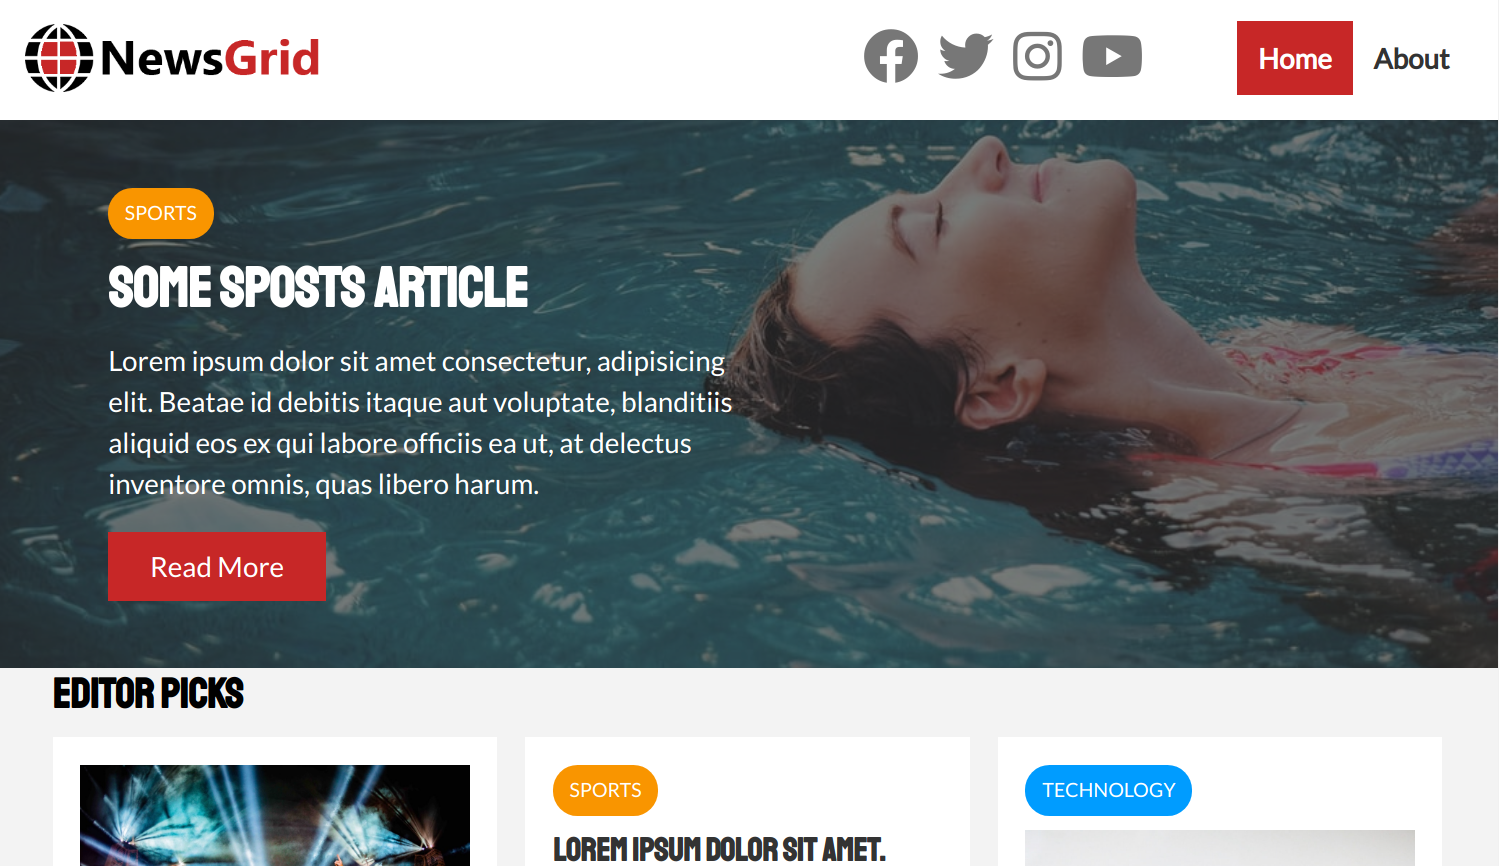 NewsGrid
Home About
SPORTS
SOME SPOSTS ARTICLE
Lorem ipsum dolor sit amet consectetur, adipisicing
elit. Beatae id debitis itaque aut voluptate, blanditiis
aliquid eos ex qui labore officiis ea ut, at delectus
inventore omnis, quas libero harum.
Read More
EDITOR PICKS
SPORTS
LOREM IPSUM DOLOR SIT AMET.
TECHNOLOGY